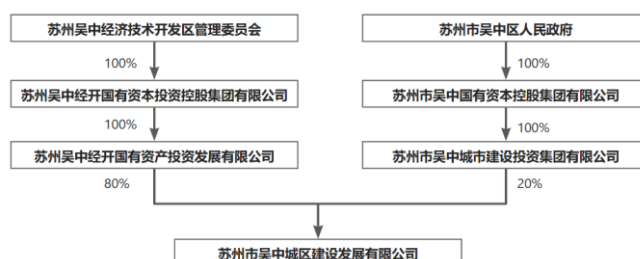 苏州吴中经济技术开发区管理委员会
苏州市吴中区人民政府
100%
100%
苏州吴中经开国有资本投资控股集团有限公司
苏州市吴中国有资本控股集团有限公司
100%
100%
苏州吴中经开国有资产投资发展有限公司
苏州市吴中城市建设投资集团有限公司
80%
20%
苏州市吴中城区建设发展有限公司